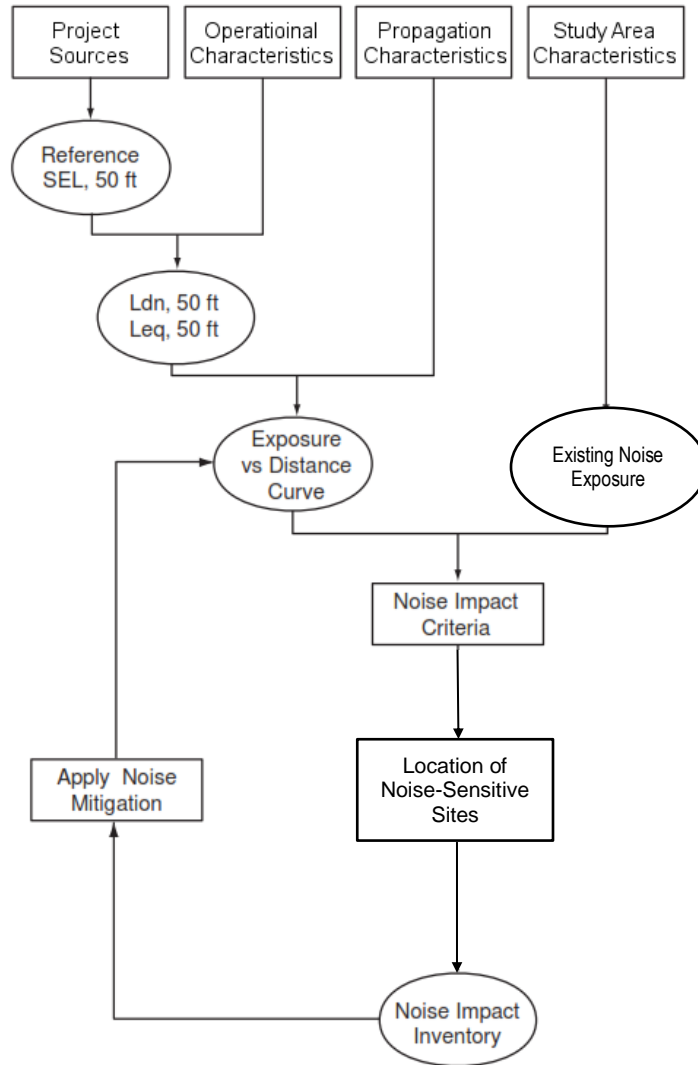 Project
Sources
Operatioinal
Characteristics
Propagation
Characteristics
Study Area
Characteristics
Reference
SEL, 50 ft
Ldn, 50 ft
Leq, 50 ft
Exposure
vs Distance
Curve
Existing Noise
Exposure
Noise Impact
Criteria
Apply Noise
Mitigation
Location of
Noise-Sensitive
Sites
Noise Impact
Inventory